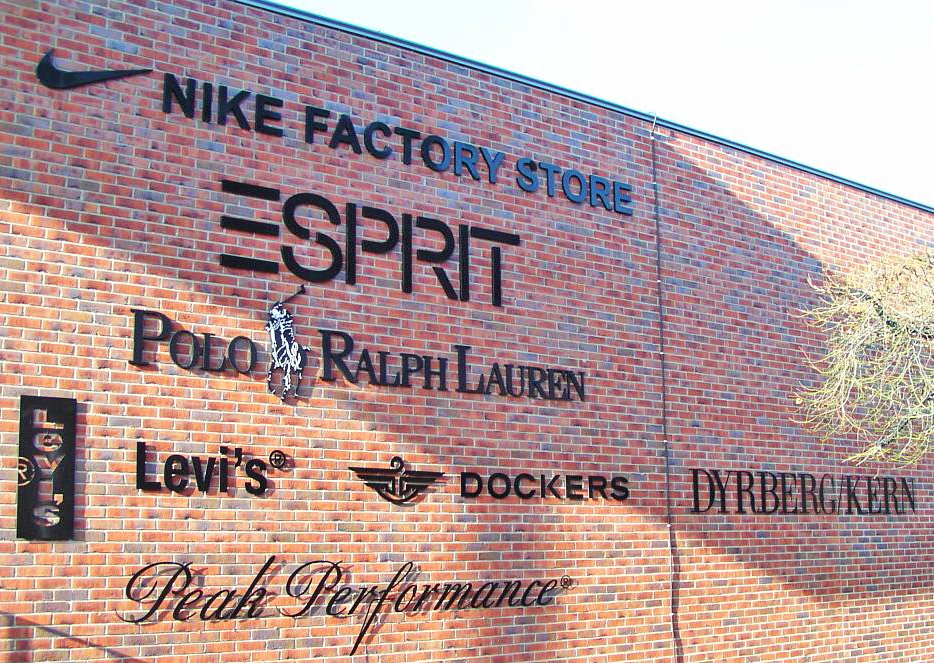 NIKE FACTORY STORE
ESPRIT
POLO RALPH LAUREN
LEVI'S ®
Levi's® DOCKERS DYRBERG/KERN
Peak Performance®